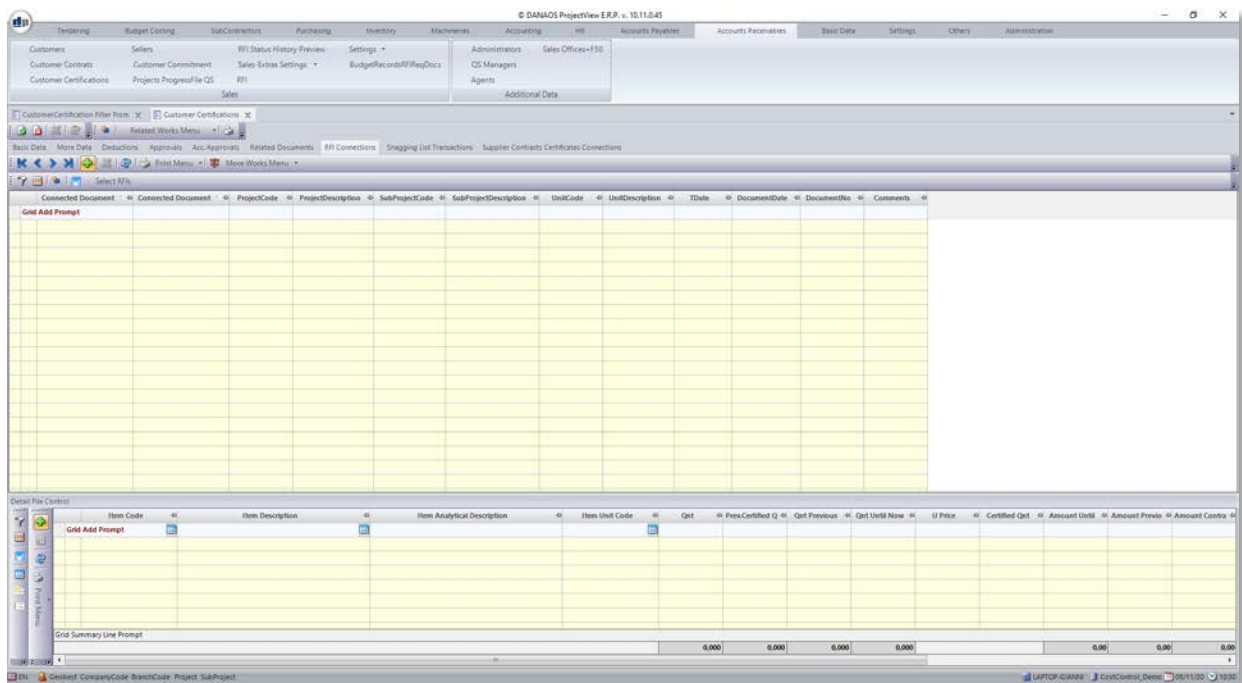 © DANAOS ProjectView E.R.P. v. 10.11.0.45
Tendering Budget Costing SubContractors Purchasing Inventory Machineries Accounting HR Accounts Payables Accounts Receivables Basic Data Settings Others Administration
Customers Sellers RFI Status History Preview Settings Administrators Sales Offices=F50
Customer Contrats Customer Commitment Sales-Extras Settings BudgetRecordsRFIReqDocs QS Managers
Customer Certifications Projects ProgressFile QS RFI Agents
Sales Additional Data
CustomerCertification Filter From Customer Certifications
Related Works Menu
Basic Data More Data Deductions Approvals Acc.Approvals Related Documents RFI Connections Snagging List Transactions Supplier Contracts Certificates Connections
Print Menu More Works Menu
Select RFIs
Connected Document Connected Document ProjectCode ProjectDescription SubProjectCode SubProjectDescription UnitCode UnitDescription TDate DocumentDate DocumentNo Comments
Grid Add Prompt
Detail File Control
Item Code Item Description Item Analytical Description Item Unit Code Qnt Pres.Certified Q Qnt Previous Qnt Until Now U Price Certified Qnt Amount Until Amount Previo Amount Contra
Grid Add Prompt
Print Menu
Grid Summary Line Prompt
0,000 0,000 0,000 0,000 0,00 0,00 0,00
EN Geobest CompanyCode BranchCode Project SubProject LAPTOP-GIANNI CostControl_Demo 06/11/20 10:30